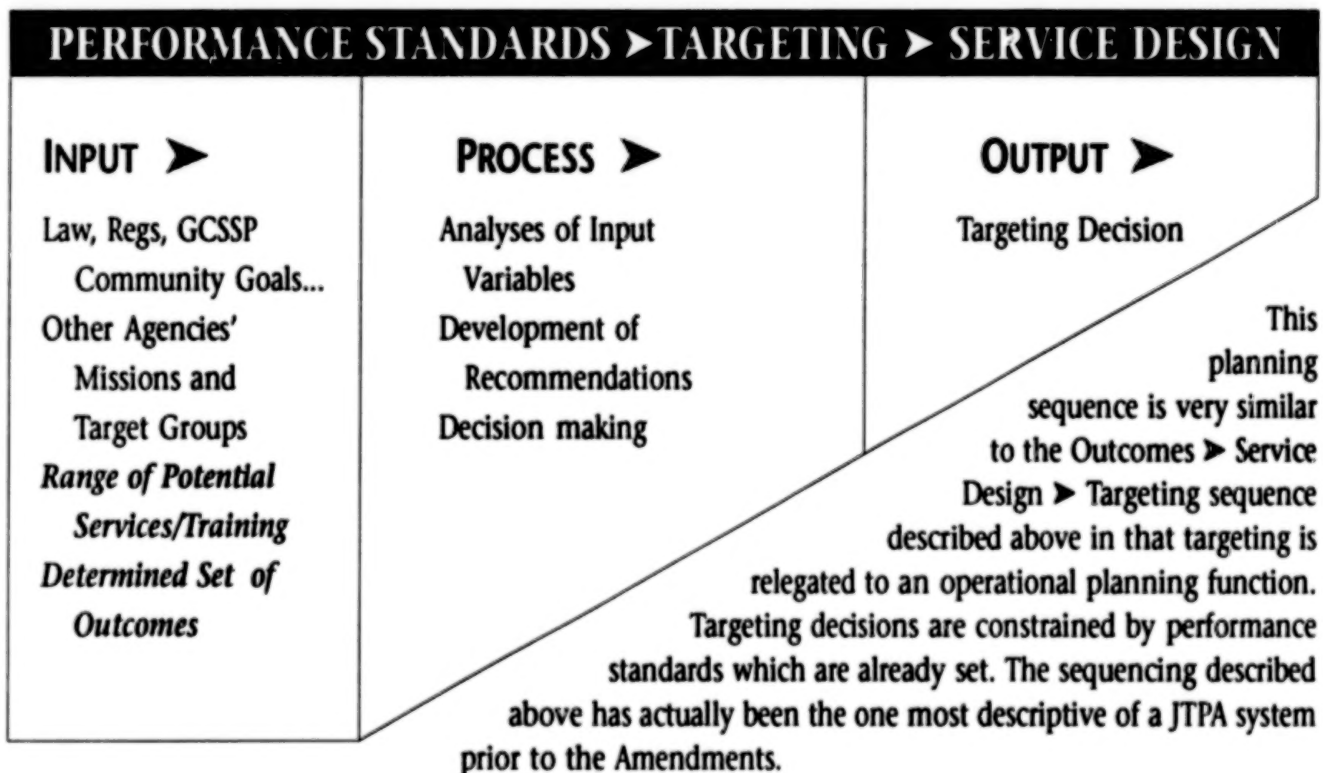 PERFORMANCE STANDARDS ➤ TARGETING ➤ SERVICE DESIGN
INPUT ➤
Law, Regs, GCSSP
Community Goals...
Other Agencies'
Missions and
Target Groups
Range of Potential
Services/Training
Determined Set of
Outcomes
PROCESS ➤
Analyses of Input
Variables
Development of
Recommendations
Decision making
OUTPUT ➤
Targeting Decision
This
planning
sequence is very similar
to the Outcomes ➤ Service
Design ➤ Targeting sequence
described above in that targeting is
relegated to an operational planning function.
Targeting decisions are constrained by performance
standards which are already set. The sequencing described
above has actually been the one most descriptive of a JTPA system
prior to the Amendments.